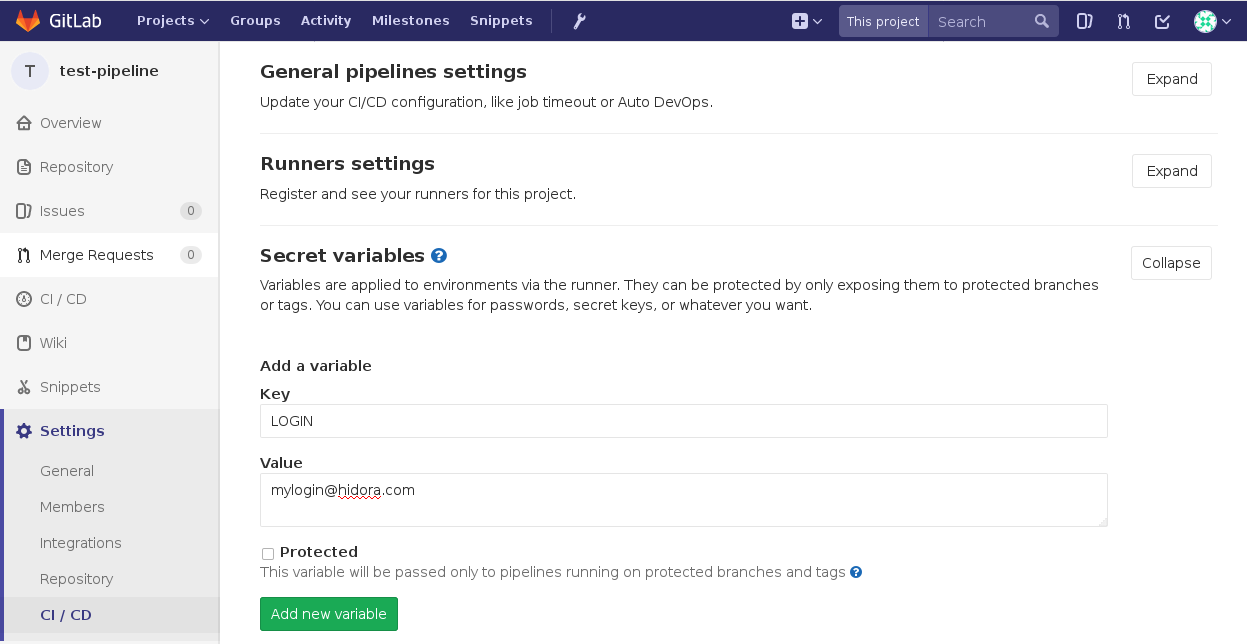 GitLab Projects Groups Activity Milestones Snippets This project Search
T test-pipeline
Overview
Repository
Issues 0
Merge Requests 0
CI / CD
Wiki
Snippets
Settings
General
Members
Integrations
Repository
CI / CD
General pipelines settings
Expand
Update your CI/CD configuration, like job timeout or Auto DevOps.
Runners settings
Expand
Register and see your runners for this project.
Secret variables ?
Collapse
Variables are applied to environments via the runner. They can be protected by only exposing them to protected branches
or tags. You can use variables for passwords, secret keys, or whatever you want.
Add a variable
Key
LOGIN
Value
mylogin@hidora.com
Protected
This variable will be passed only to pipelines running on protected branches and tags ?
Add new variable